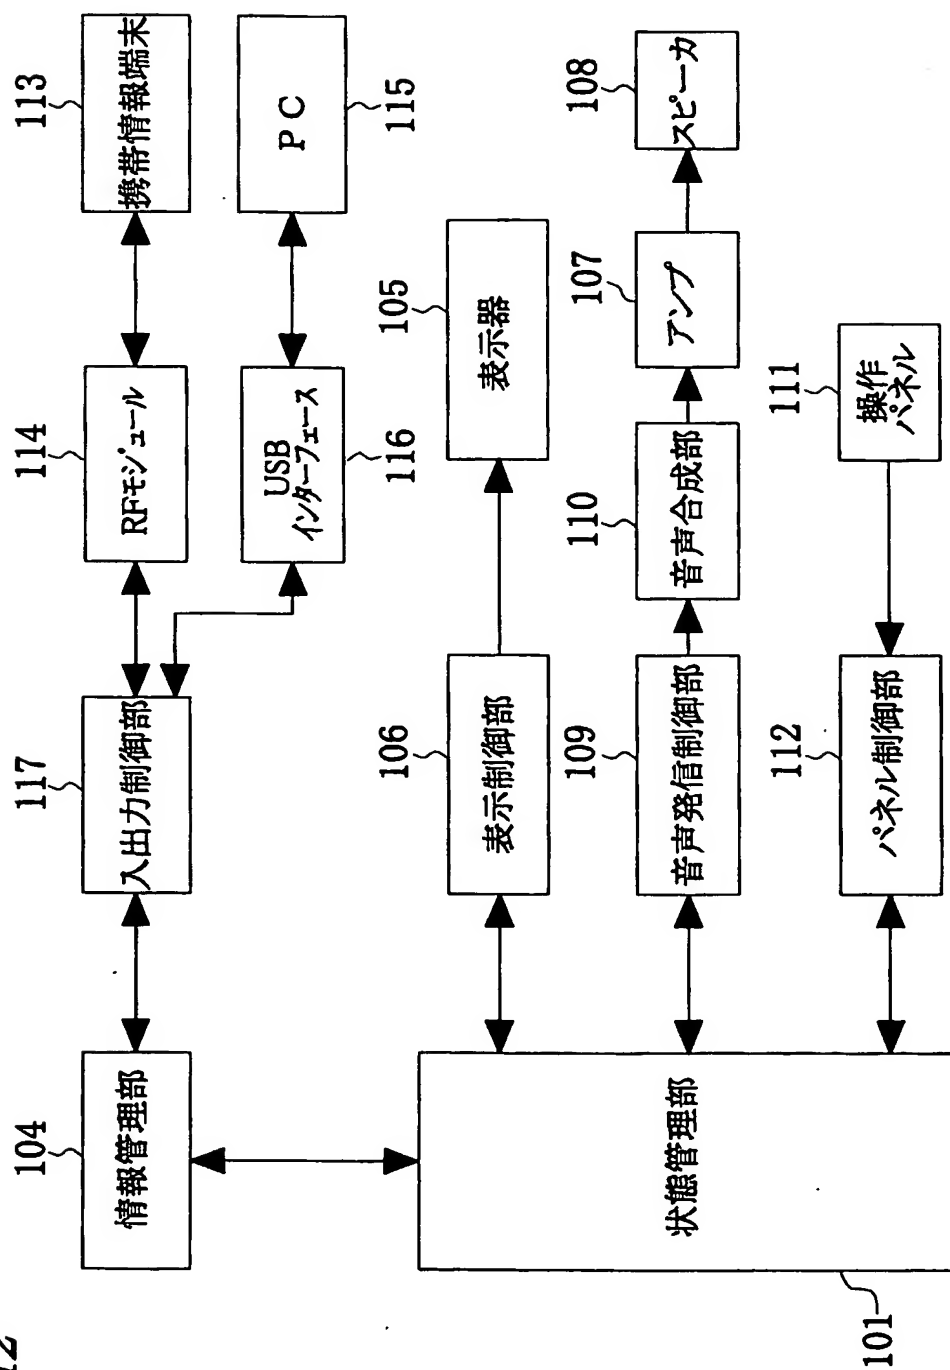 104
117
114
113
情報管理部
入出力制御部
RFモジュール
携帯情報端末
USB
インターフェース
PC
116
115
106
105
表示制御部
表示器
109
110
107
108
状態管理部
音声発信制御部
音声合成部
アンプ
スピーカ
112
111
パネル制御部
操作
パネル
101